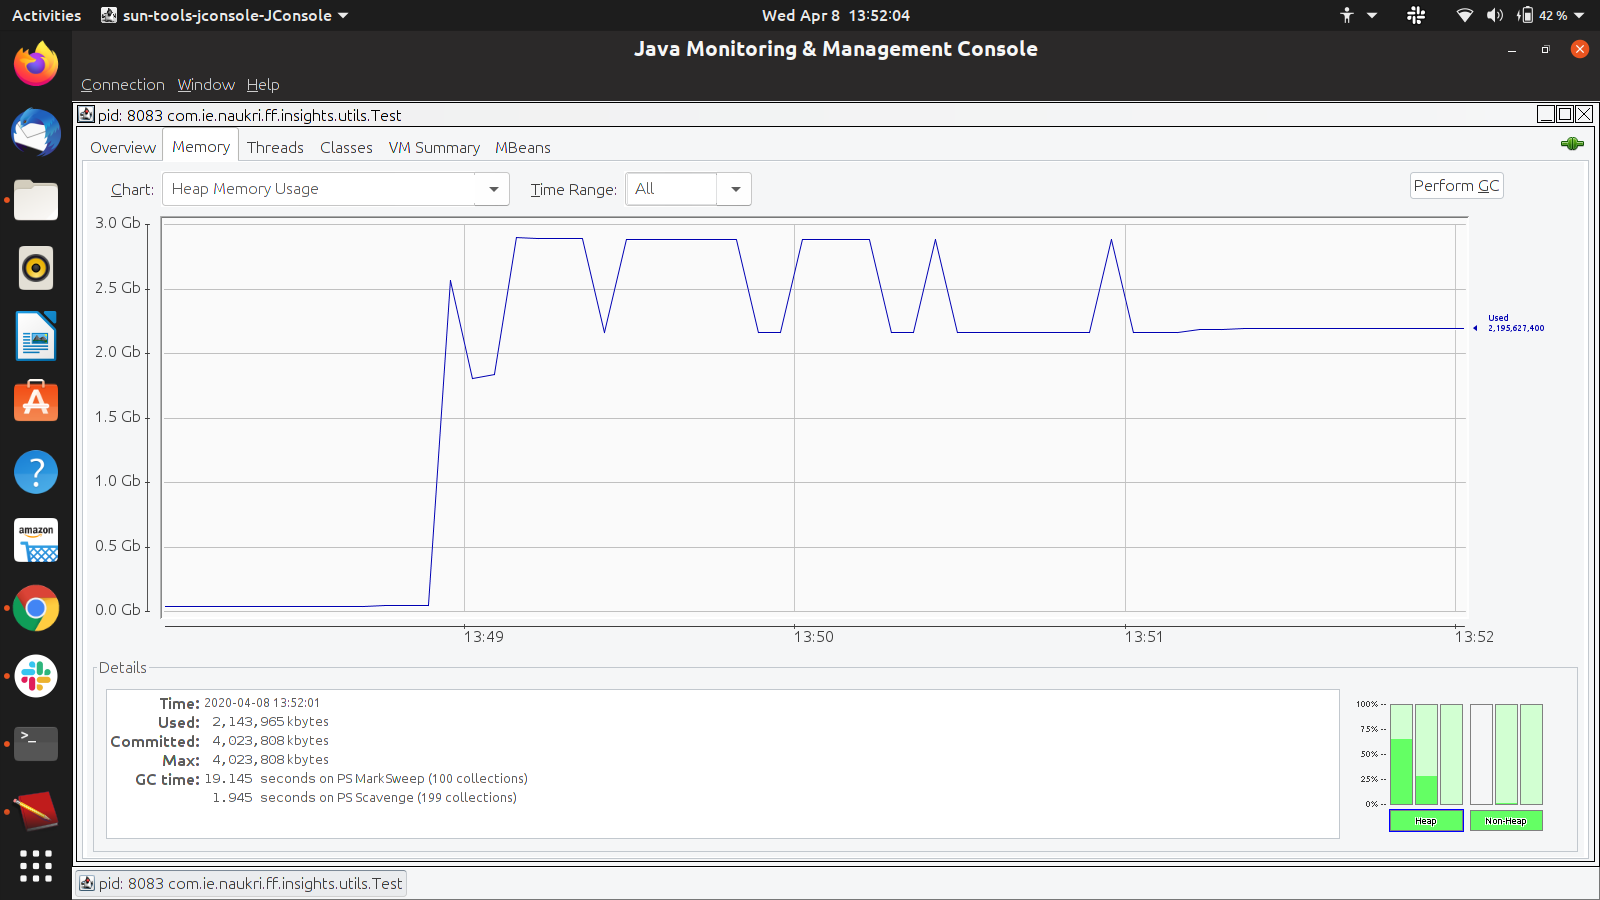 Activities sun-tools-jconsole-JConsole Wed Apr 8 13:52:04 42 %
Java Monitoring & Management Console
Connection Window Help
pid: 8083 com.ie.naukri.ff.insights.utils.Test
Overview Memory Threads Classes VM Summary MBeans
Chart: Heap Memory Usage Time Range: All Perform GC
3.0 Gb
2.5 Gb
2.0 Gb
1.5 Gb
1.0 Gb
0.5 Gb
0.0 Gb
Used
2,195,627,400
13:49 13:50 13:51 13:52
amazon
Details
Time: 2020-04-08 13:52:01
Used: 2,143,965 kbytes
Committed: 4,023,808 kbytes
Max: 4,023,808 kbytes
GC time: 19.145 seconds on PS MarkSweep (100 collections)
1.945 seconds on PS Scavenge (199 collections)
100% --
75% --
50% --
25% --
0% --
Heap Non-Heap
pid: 8083 com.ie.naukri.ff.insights.utils.Test